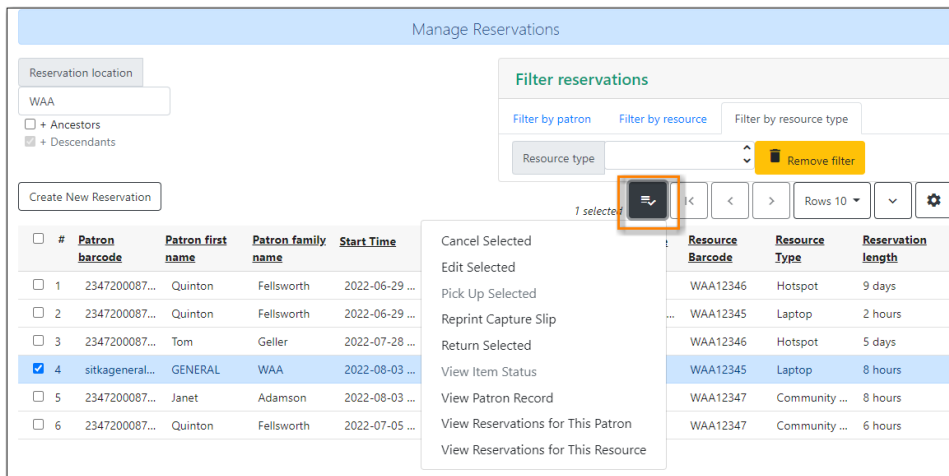 Manage Reservations
Reservation location
WAA
+ Ancestors
+ Descendants
Filter reservations
Filter by patron Filter by resource Filter by resource type
Resource type Remove filter
Create New Reservation
1 selected Rows 10
# Patron barcode Patron first name Patron family name Start Time Resource Barcode Resource Type Reservation length
1 2347200087... Quinton Fellsworth 2022-06-29 ... WAA12346 Hotspot 9 days
2 2347200087... Quinton Fellsworth 2022-06-29 ... WAA12345 Laptop 2 hours
3 2347200087... Tom Geller 2022-07-28 ... WAA12346 Hotspot 5 days
4 sitkageneral... GENERAL WAA 2022-08-03 ... WAA12345 Laptop 8 hours
5 2347200087... Janet Adamson 2022-08-03 ... WAA12347 Community ... 8 hours
6 2347200087... Quinton Fellsworth 2022-07-05 ... WAA12347 Community ... 6 hours
Cancel Selected
Edit Selected
Pick Up Selected
Reprint Capture Slip
Return Selected
View Item Status
View Patron Record
View Reservations for This Patron
View Reservations for This Resource